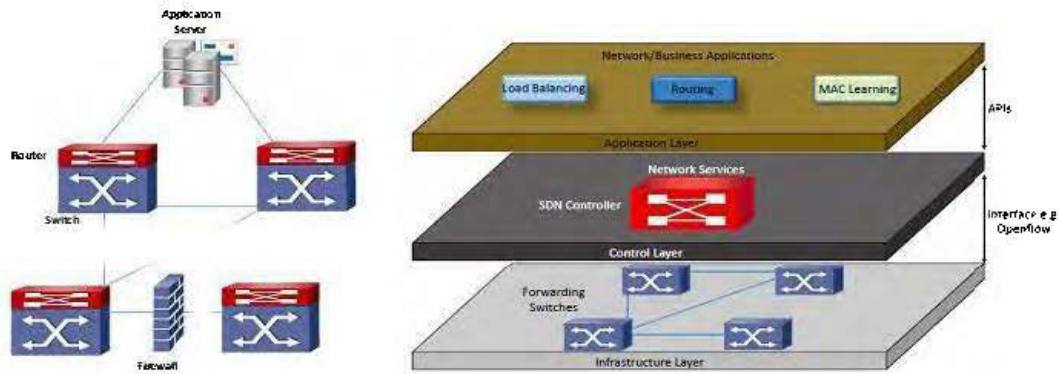 Application
Server
Router
Switch
Firewall
Network/Business Applications
Load Balancing
Routing
MAC Learning
Application Layer
APIs
Network Services
SDN Controller
Control Layer
Interface e.g
Openflow
Forwarding
Switches
Infrastructure Layer